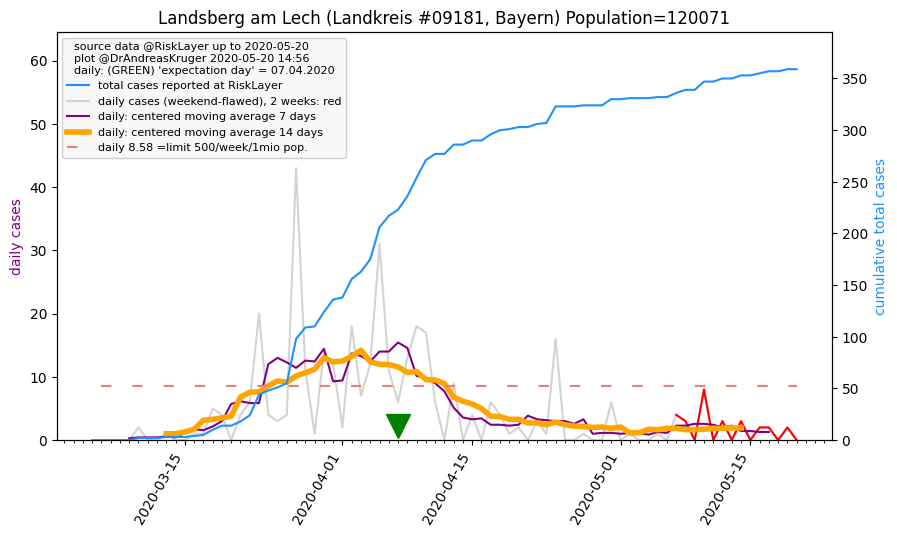 Landsberg am Lech (Landkreis #09181, Bayern) Population=120071
source data @RiskLayer up to 2020-05-20
plot @DrAndreasKruger 2020-05-20 14:56
daily: (GREEN) 'expectation day' = 07.04.2020
total cases reported at RiskLayer
daily cases (weekend-flawed), 2 weeks: red
daily: centered moving average 7 days
daily: centered moving average 14 days
daily 8.58 =limit 500/week/1mio pop.
daily cases
60
50
40
30
20
10
0
cumulative total cases
350
300
250
200
150
100
50
0
2020-03-15
2020-04-01
2020-04-15
2020-05-01
2020-05-15